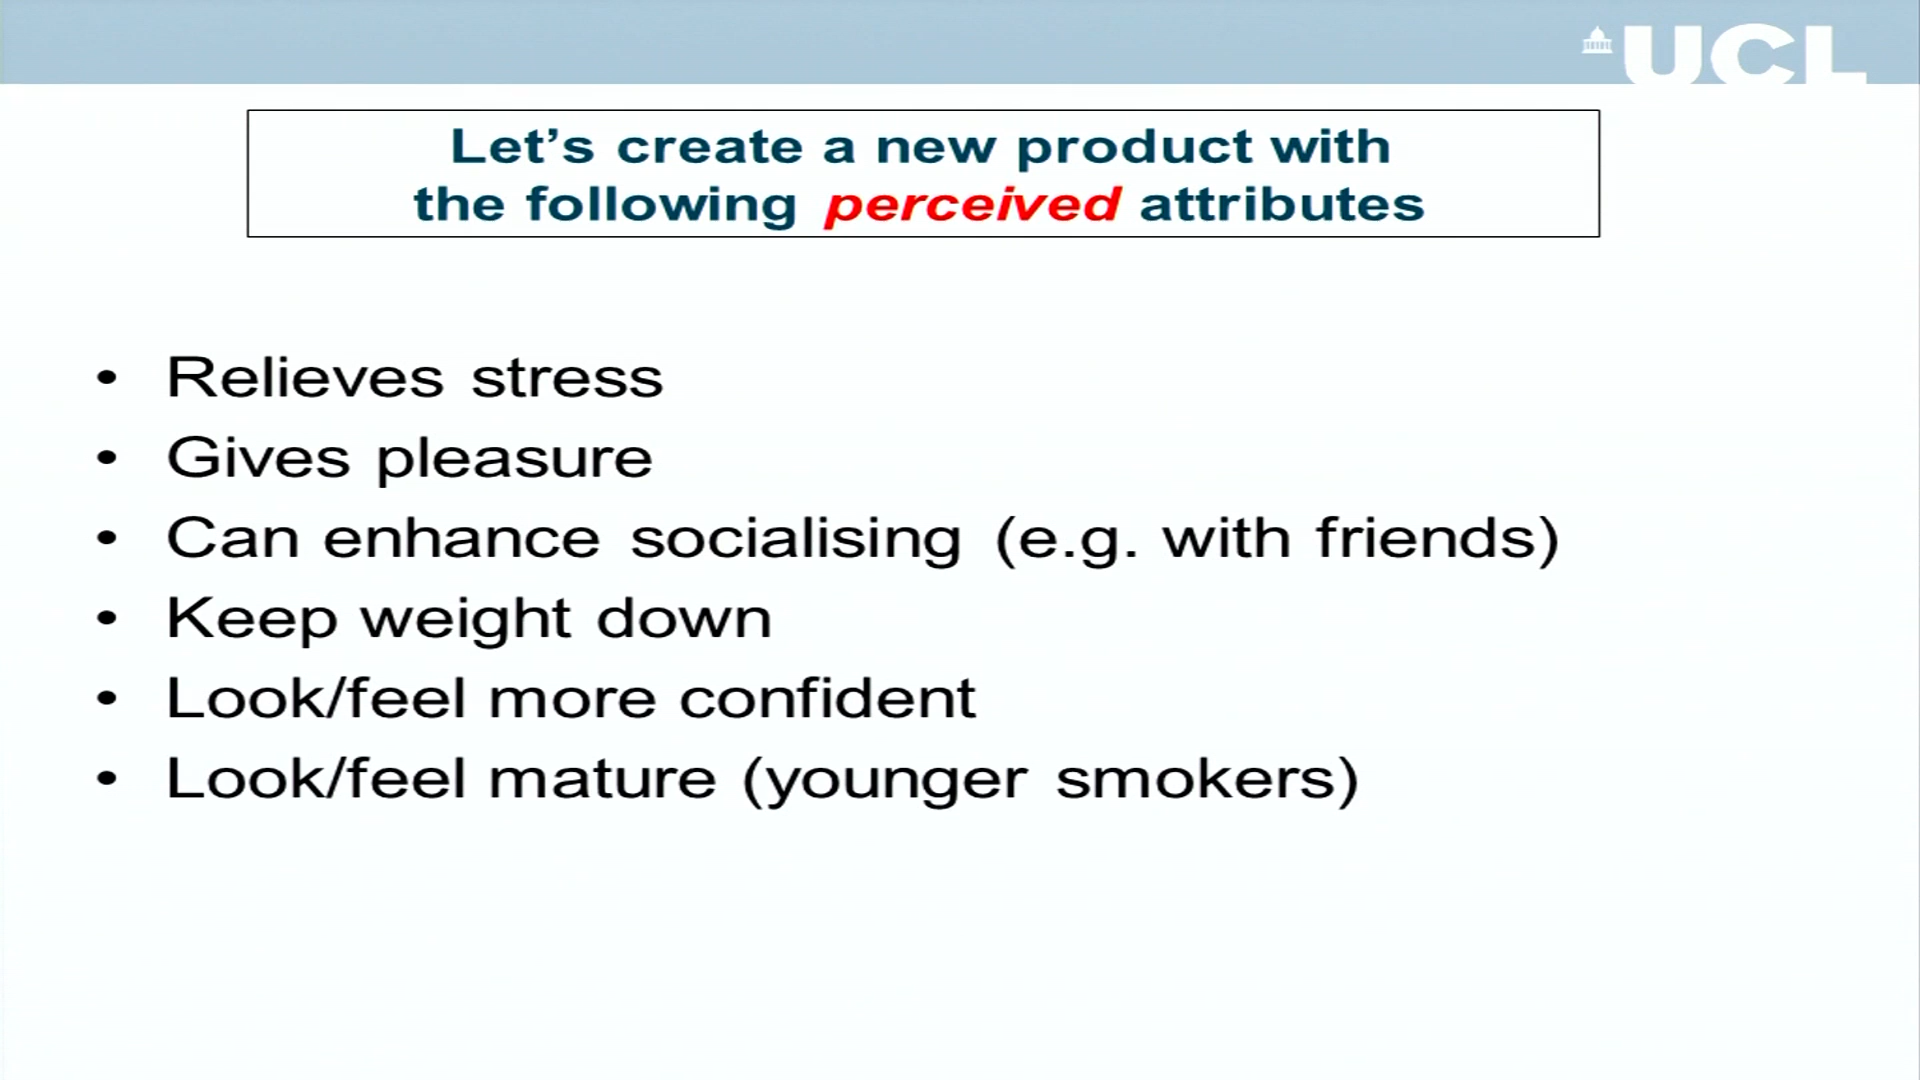 UCL
Let’s create a new product with
the following perceived attributes
• Relieves stress
• Gives pleasure
• Can enhance socialising (e.g. with friends)
• Keep weight down
• Look/feel more confident
• Look/feel mature (younger smokers)